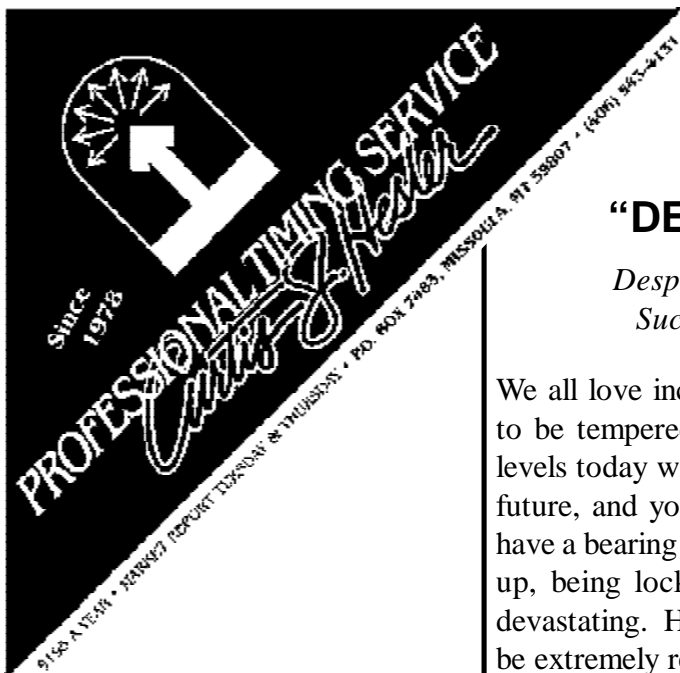 Since
1978
PROFESSIONAL TIMING SERVICE
Curtis J. Hesler
MARKET REPORT TUESDAY & THURSDAY • P.O. BOX 7483, MISSOULA, MT 59807 • (406) 543-4131
“DE
Desp
Suc
We all love inc
to be tempere
levels today w
future, and yo
have a bearing
up, being lock
devastating. H
be extremely re